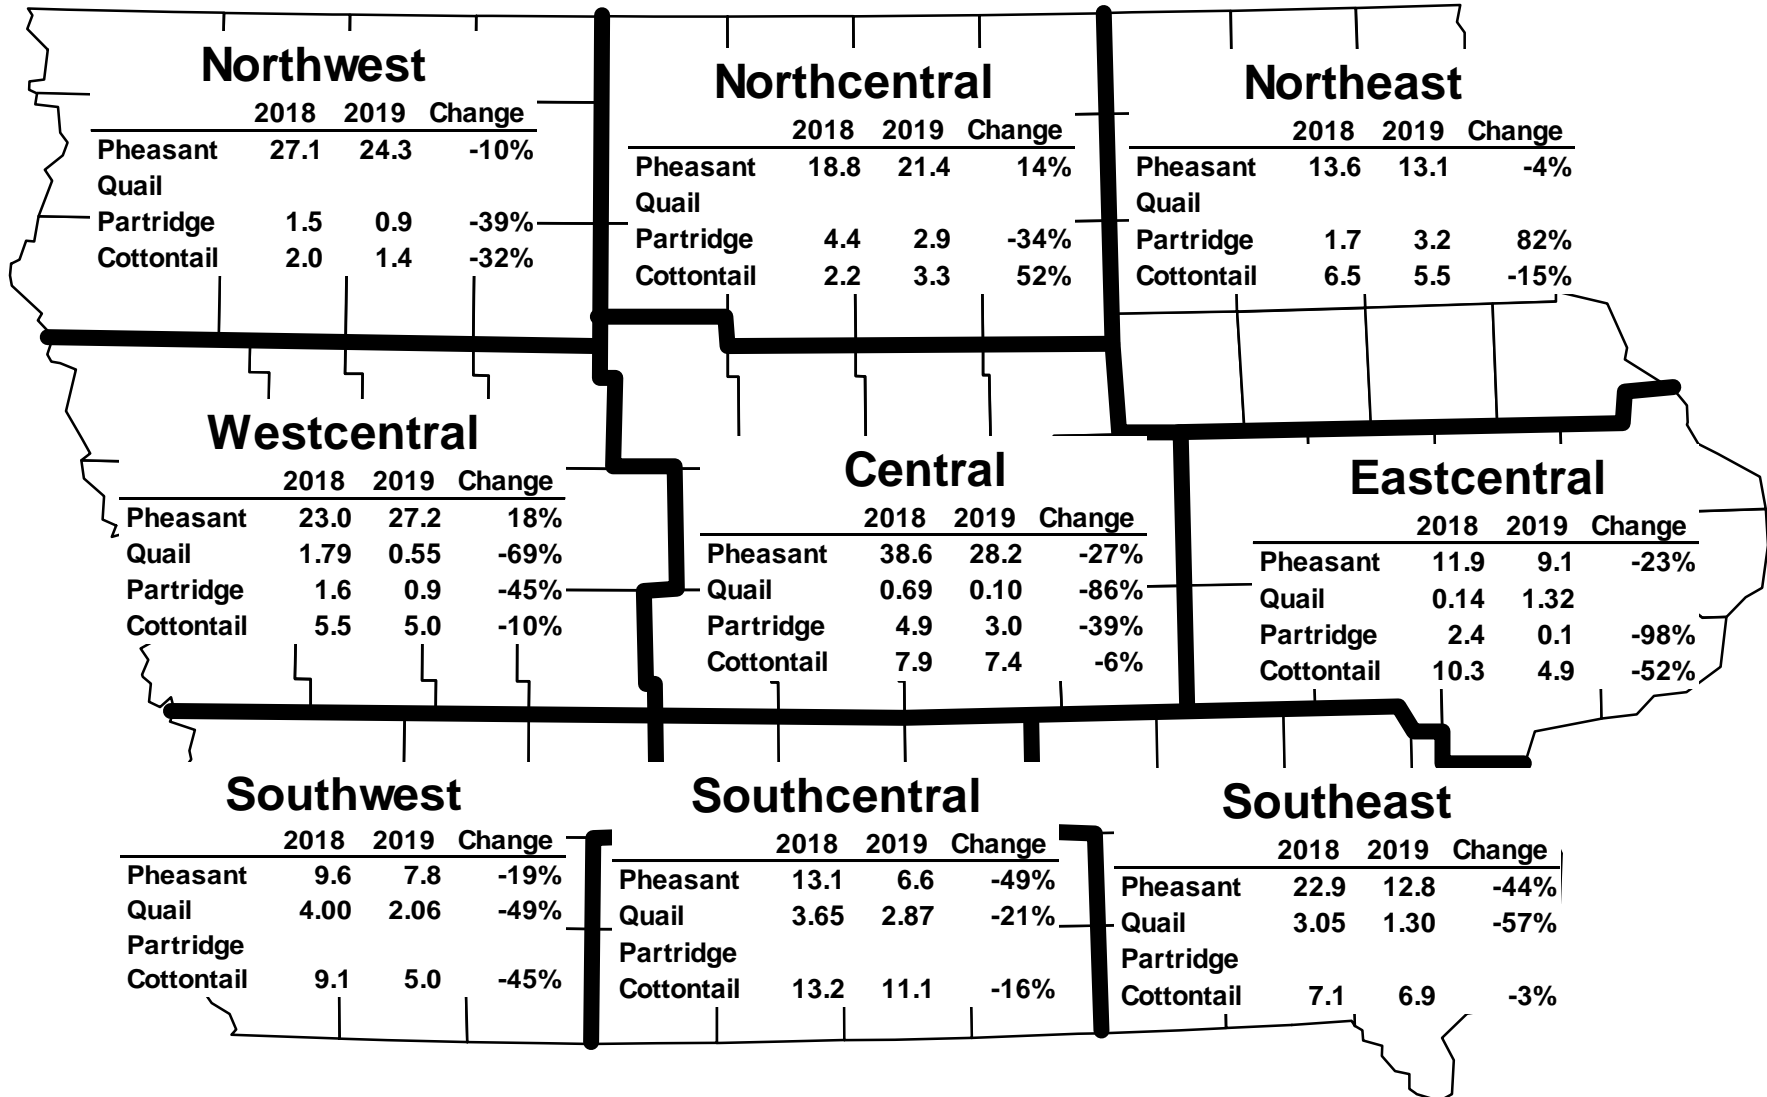 Northwest
2018 2019 Change
Pheasant 27.1 24.3 -10%
Quail
Partridge 1.5 0.9 -39%
Cottontail 2.0 1.4 -32%
Northcentral
2018 2019 Change
Pheasant 18.8 21.4 14%
Quail
Partridge 4.4 2.9 -34%
Cottontail 2.2 3.3 52%
Northeast
2018 2019 Change
Pheasant 13.6 13.1 -4%
Quail
Partridge 1.7 3.2 82%
Cottontail 6.5 5.5 -15%
Westcentral
2018 2019 Change
Pheasant 23.0 27.2 18%
Quail 1.79 0.55 -69%
Partridge 1.6 0.9 -45%
Cottontail 5.5 5.0 -10%
Central
2018 2019 Change
Pheasant 38.6 28.2 -27%
Quail 0.69 0.10 -86%
Partridge 4.9 3.0 -39%
Cottontail 7.9 7.4 -6%
Eastcentral
2018 2019 Change
Pheasant 11.9 9.1 -23%
Quail 0.14 1.32
Partridge 2.4 0.1 -98%
Cottontail 10.3 4.9 -52%
Southwest
2018 2019 Change
Pheasant 9.6 7.8 -19%
Quail 4.00 2.06 -49%
Partridge
Cottontail 9.1 5.0 -45%
Southcentral
2018 2019 Change
Pheasant 13.1 6.6 -49%
Quail 3.65 2.87 -21%
Partridge
Cottontail 13.2 11.1 -16%
Southeast
2018 2019 Change
Pheasant 22.9 12.8 -44%
Quail 3.05 1.30 -57%
Partridge
Cottontail 7.1 6.9 -3%